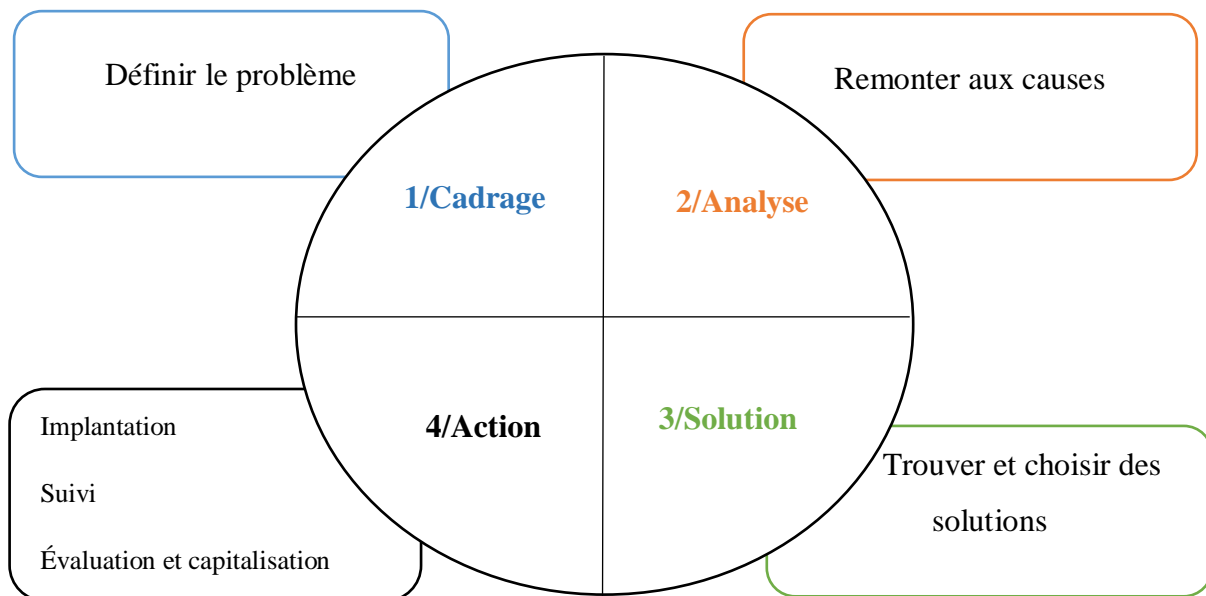 Définir le problème
Remonter aux causes
1/Cadrage
2/Analyse
4/Action
3/Solution
Implantation
Suivi
Évaluation et capitalisation
Trouver et choisir des
solutions